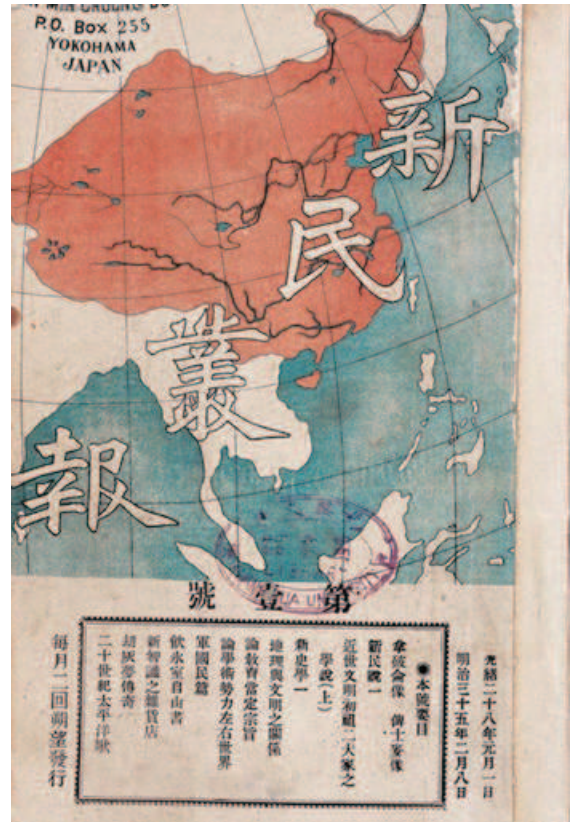 P.O. Box 255
YOKOHAMA
JAPAN
新民叢報
第壹號
光緒二十八年元月一日
明治三十五年二月八日
●本號要目
拿破侖像 俾士麥像
新民說一
近世文明初祖二大家之
學說(上)
新史學一
地理與文明之關係
論教育當定宗旨
論學術勢力左右世界
軍國民篇
飲氷室自由書
新智識之雜貨店
劫灰夢傳奇
二十世紀太平洋歌
每月二回朔望發行